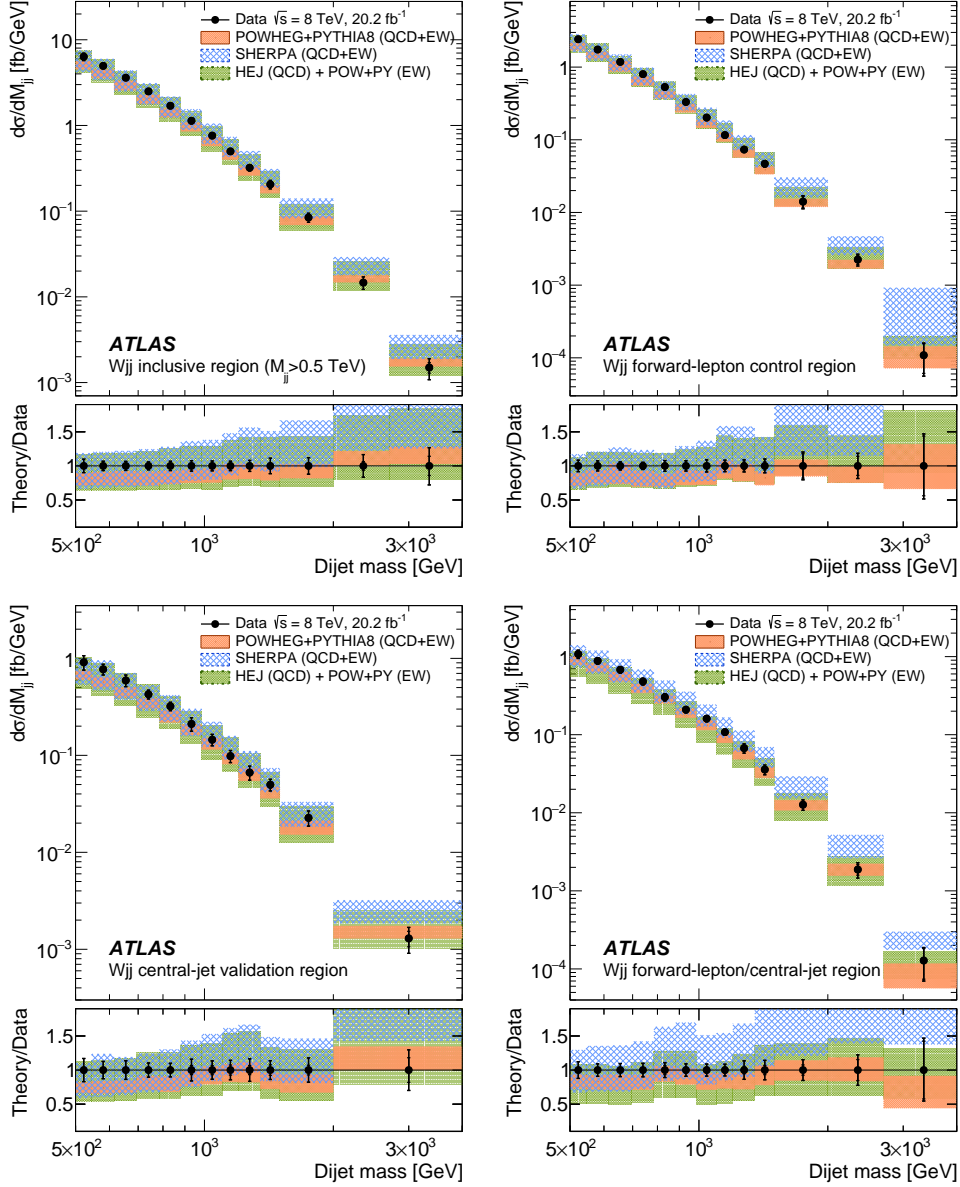 dσ/dMjj [fb/GeV]
10
1
10⁻¹
10⁻²
10⁻³
Data √s = 8 TeV, 20.2 fb⁻¹
POWHEG+PYTHIA8 (QCD+EW)
SHERPA (QCD+EW)
HEJ (QCD) + POW+PY (EW)
ATLAS
Wjj inclusive region (Mjj>0.5 TeV)
Theory/Data
1.5
1
0.5
5×10² 10³ 3×10³
Dijet mass [GeV]
dσ/dMjj [fb/GeV]
1
10⁻¹
10⁻²
10⁻³
10⁻⁴
Data √s = 8 TeV, 20.2 fb⁻¹
POWHEG+PYTHIA8 (QCD+EW)
SHERPA (QCD+EW)
HEJ (QCD) + POW+PY (EW)
ATLAS
Wjj forward-lepton control region
Theory/Data
1.5
1
0.5
5×10² 10³ 3×10³
Dijet mass [GeV]
dσ/dMjj [fb/GeV]
1
10⁻¹
10⁻²
10⁻³
Data √s = 8 TeV, 20.2 fb⁻¹
POWHEG+PYTHIA8 (QCD+EW)
SHERPA (QCD+EW)
HEJ (QCD) + POW+PY (EW)
ATLAS
Wjj central-jet validation region
Theory/Data
1.5
1
0.5
5×10² 10³ 3×10³
Dijet mass [GeV]
dσ/dMjj [fb/GeV]
1
10⁻¹
10⁻²
10⁻³
10⁻⁴
Data √s = 8 TeV, 20.2 fb⁻¹
POWHEG+PYTHIA8 (QCD+EW)
SHERPA (QCD+EW)
HEJ (QCD) + POW+PY (EW)
ATLAS
Wjj forward-lepton/central-jet region
Theory/Data
1.5
1
0.5
5×10² 10³ 3×10³
Dijet mass [GeV]